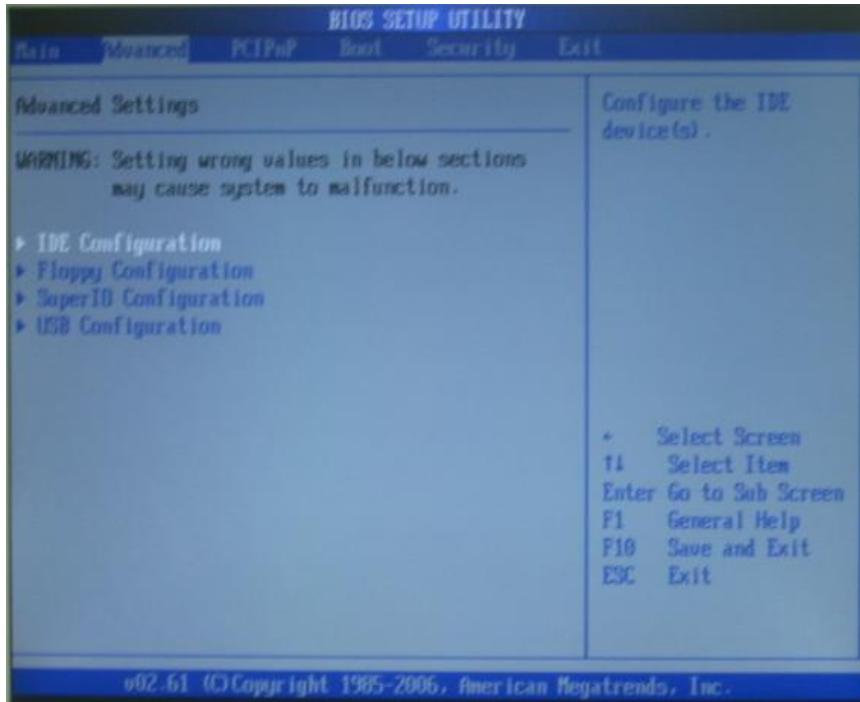 BIOS SETUP UTILITY
Main Advanced PCIPnP Boot Security Exit
Advanced Settings
WARNING: Setting wrong values in below sections
may cause system to malfunction.
▶ IDE Configuration
▶ Floppy Configuration
▶ SuperIO Configuration
▶ USB Configuration
Configure the IDE
device(s).
← Select Screen
↑↓ Select Item
Enter Go to Sub Screen
F1 General Help
F10 Save and Exit
ESC Exit
v02.61 (C)Copyright 1985-2006, American Megatrends, Inc.